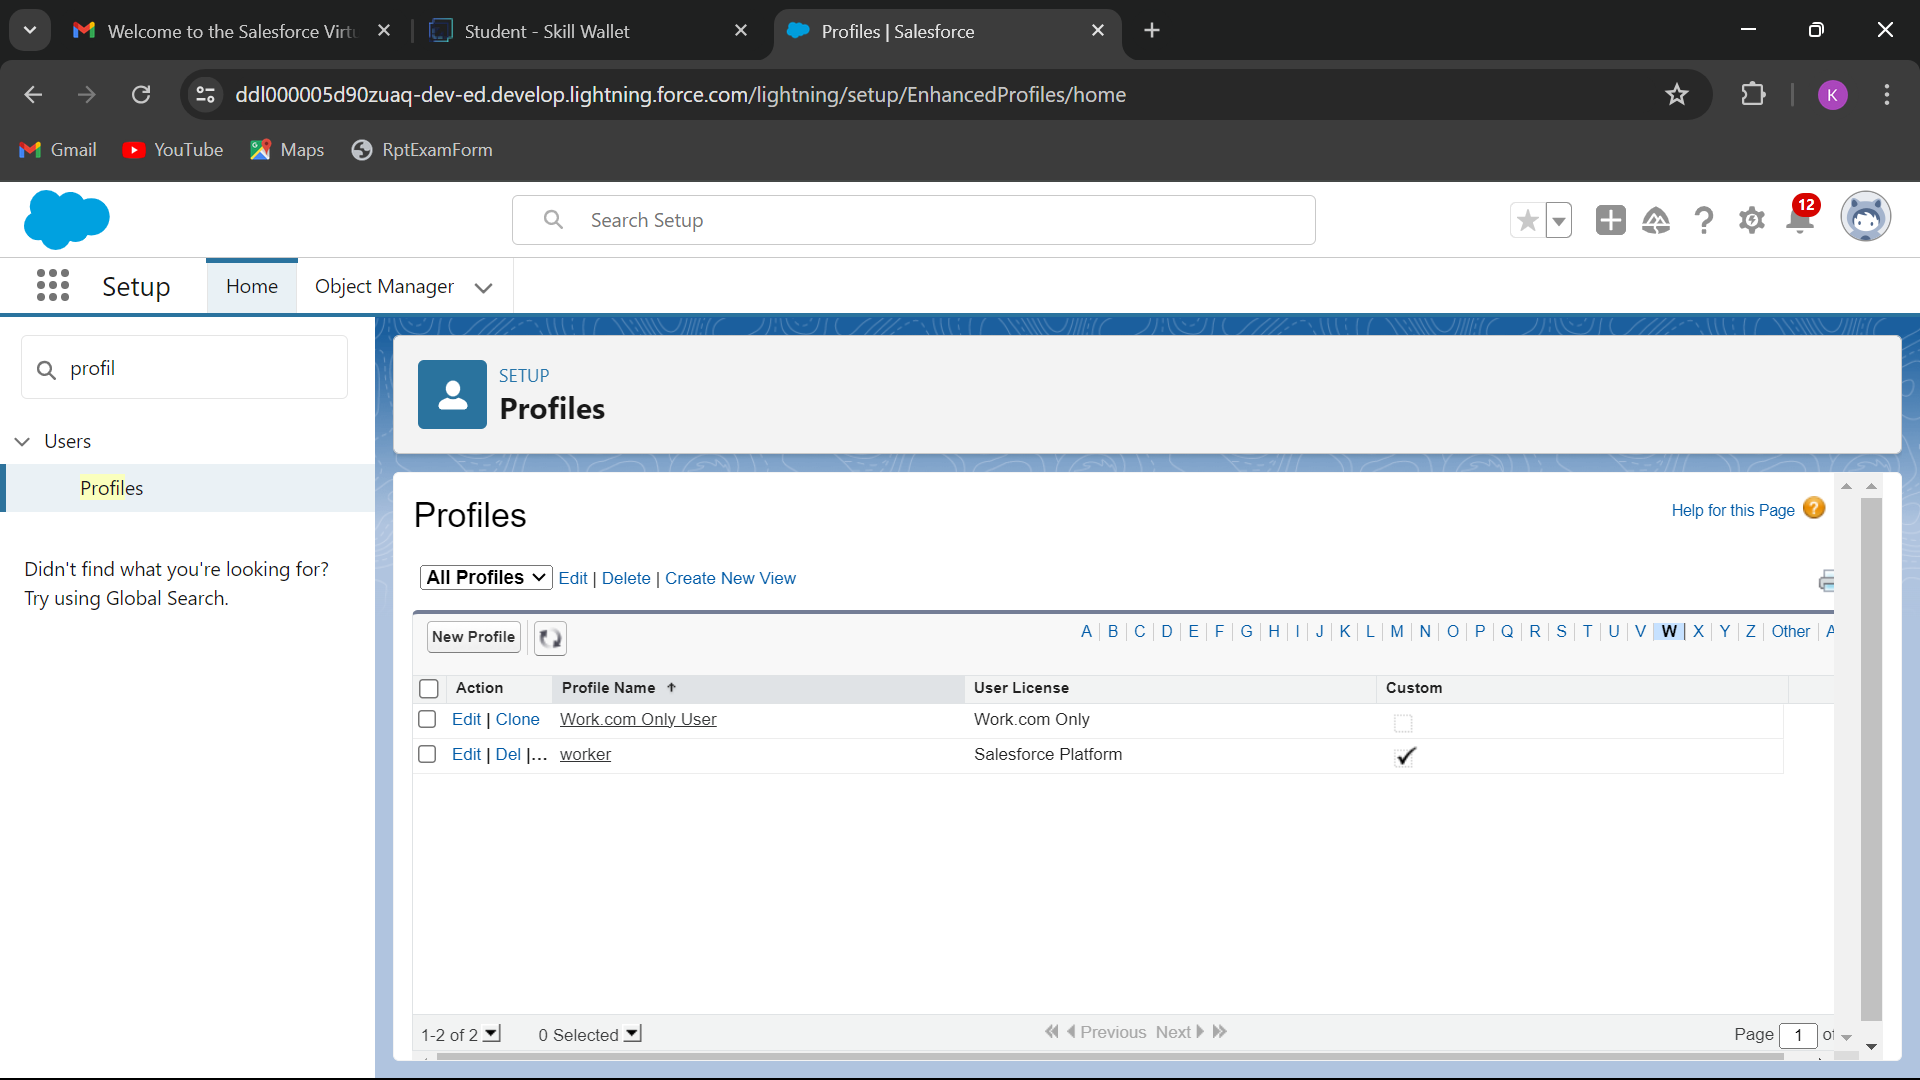 Welcome to the Salesforce Virtu
Student - Skill Wallet
Profiles | Salesforce
ddl000005d90zuaq-dev-ed.develop.lightning.force.com/lightning/setup/EnhancedProfiles/home
K
Gmail
YouTube
Maps
RptExamForm
Search Setup
12
Setup
Home
Object Manager
profil
Users
Profiles
Didn't find what you're looking for?
Try using Global Search.
SETUP
Profiles
Profiles
Help for this Page
All Profiles Edit | Delete | Create New View
New Profile
A | B | C | D | E | F | G | H | I | J | K | L | M | N | O | P | Q | R | S | T | U | V | W | X | Y | Z | Other | A
Action Profile Name User License Custom
Edit | Clone Work.com Only User Work.com Only
Edit | Del |... worker Salesforce Platform
1-2 of 2 0 Selected Previous Next Page 1 of